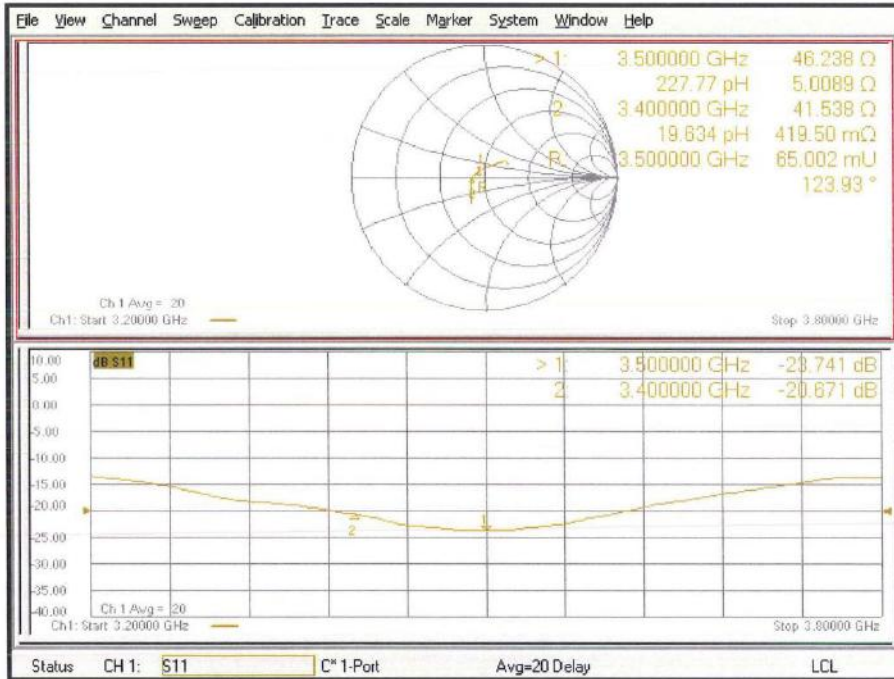 File View Channel Sweep Calibration Trace Scale Marker System Window Help
> 1: 3.500000 GHz 46.238 Ω
227.77 pH 5.0089 Ω
2 3.400000 GHz 41.538 Ω
19.634 pH 419.50 mΩ
R: 3.500000 GHz 65.002 mU
123.93 °
Ch 1 Avg = 20
Ch1: Start 3.20000 GHz Stop 3.80000 GHz
10.00 dB S11 > 1: 3.500000 GHz -23.741 dB
5.00 2 3.400000 GHz -20.671 dB
0.00
-5.00
-10.00
-15.00
-20.00
-25.00
-30.00
-35.00
-40.00
2
1
Ch 1 Avg = 20
Ch1: Start 3.20000 GHz Stop 3.80000 GHz
Status CH 1: S11 C* 1-Port Avg=20 Delay LCL